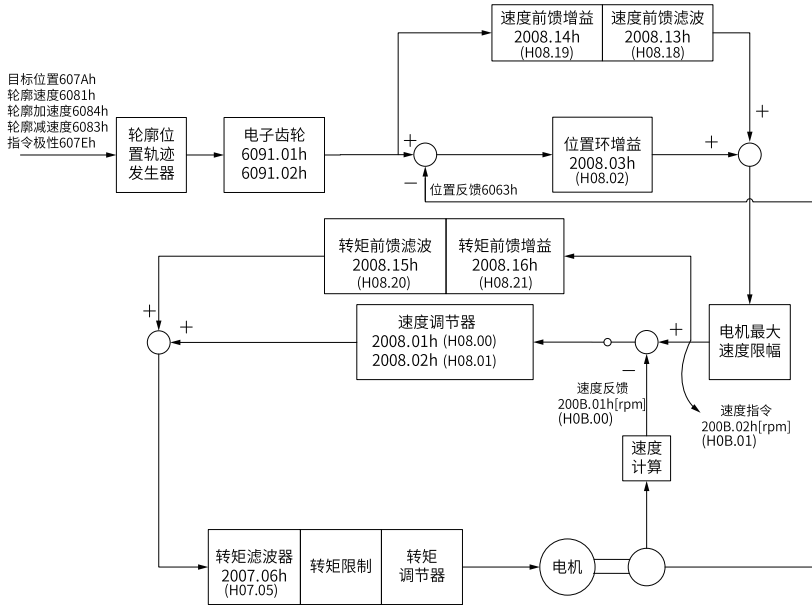 速度前馈增益
2008.14h
(H08.19)
速度前馈滤波
2008.13h
(H08.18)
目标位置607Ah
轮廓速度6081h
轮廓加速度6084h
轮廓减速度6083h
指令极性607Eh
轮廓位
置轨迹
发生器
电子齿轮
6091.01h
6091.02h
+
−
位置反馈6063h
位置环增益
2008.03h
(H08.02)
+
+
转矩前馈滤波
2008.15h
(H08.20)
转矩前馈增益
2008.16h
(H08.21)
+
+
速度调节器
2008.01h (H08.00)
2008.02h (H08.01)
+
−
电机最大
速度限幅
速度反馈
200B.01h[rpm]
(H0B.00)
速度指令
200B.02h[rpm]
(H0B.01)
速度
计算
转矩滤波器
2007.06h
(H07.05)
转矩限制
转矩
调节器
电机